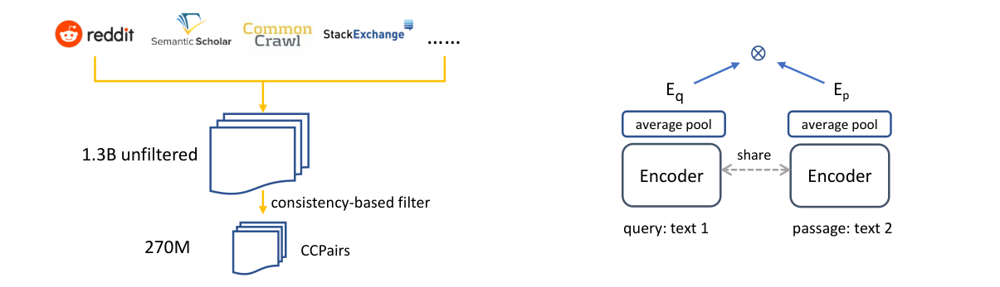 reddit
Semantic Scholar
Common
Crawl
StackExchange
......
1.3B unfiltered
consistency-based filter
270M
CCPairs
⊗
Eq
Ep
average pool
average pool
share
Encoder
Encoder
query: text 1
passage: text 2